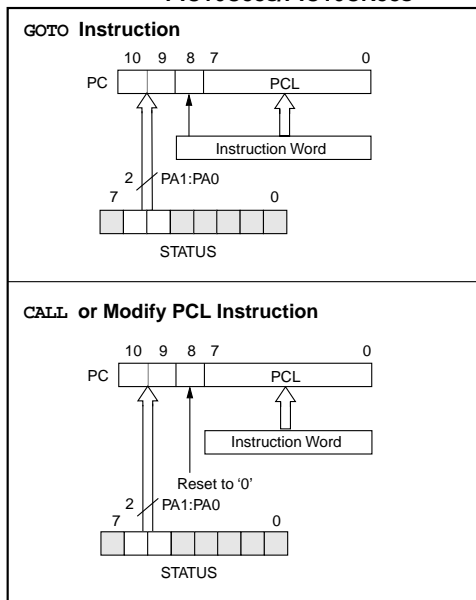 GOTO Instruction
10 9 8 7 0
PC PCL
Instruction Word
2 PA1:PA0
7 0
STATUS
CALL or Modify PCL Instruction
10 9 8 7 0
PC PCL
Instruction Word
Reset to ‘0’
2 PA1:PA0
7 0
STATUS